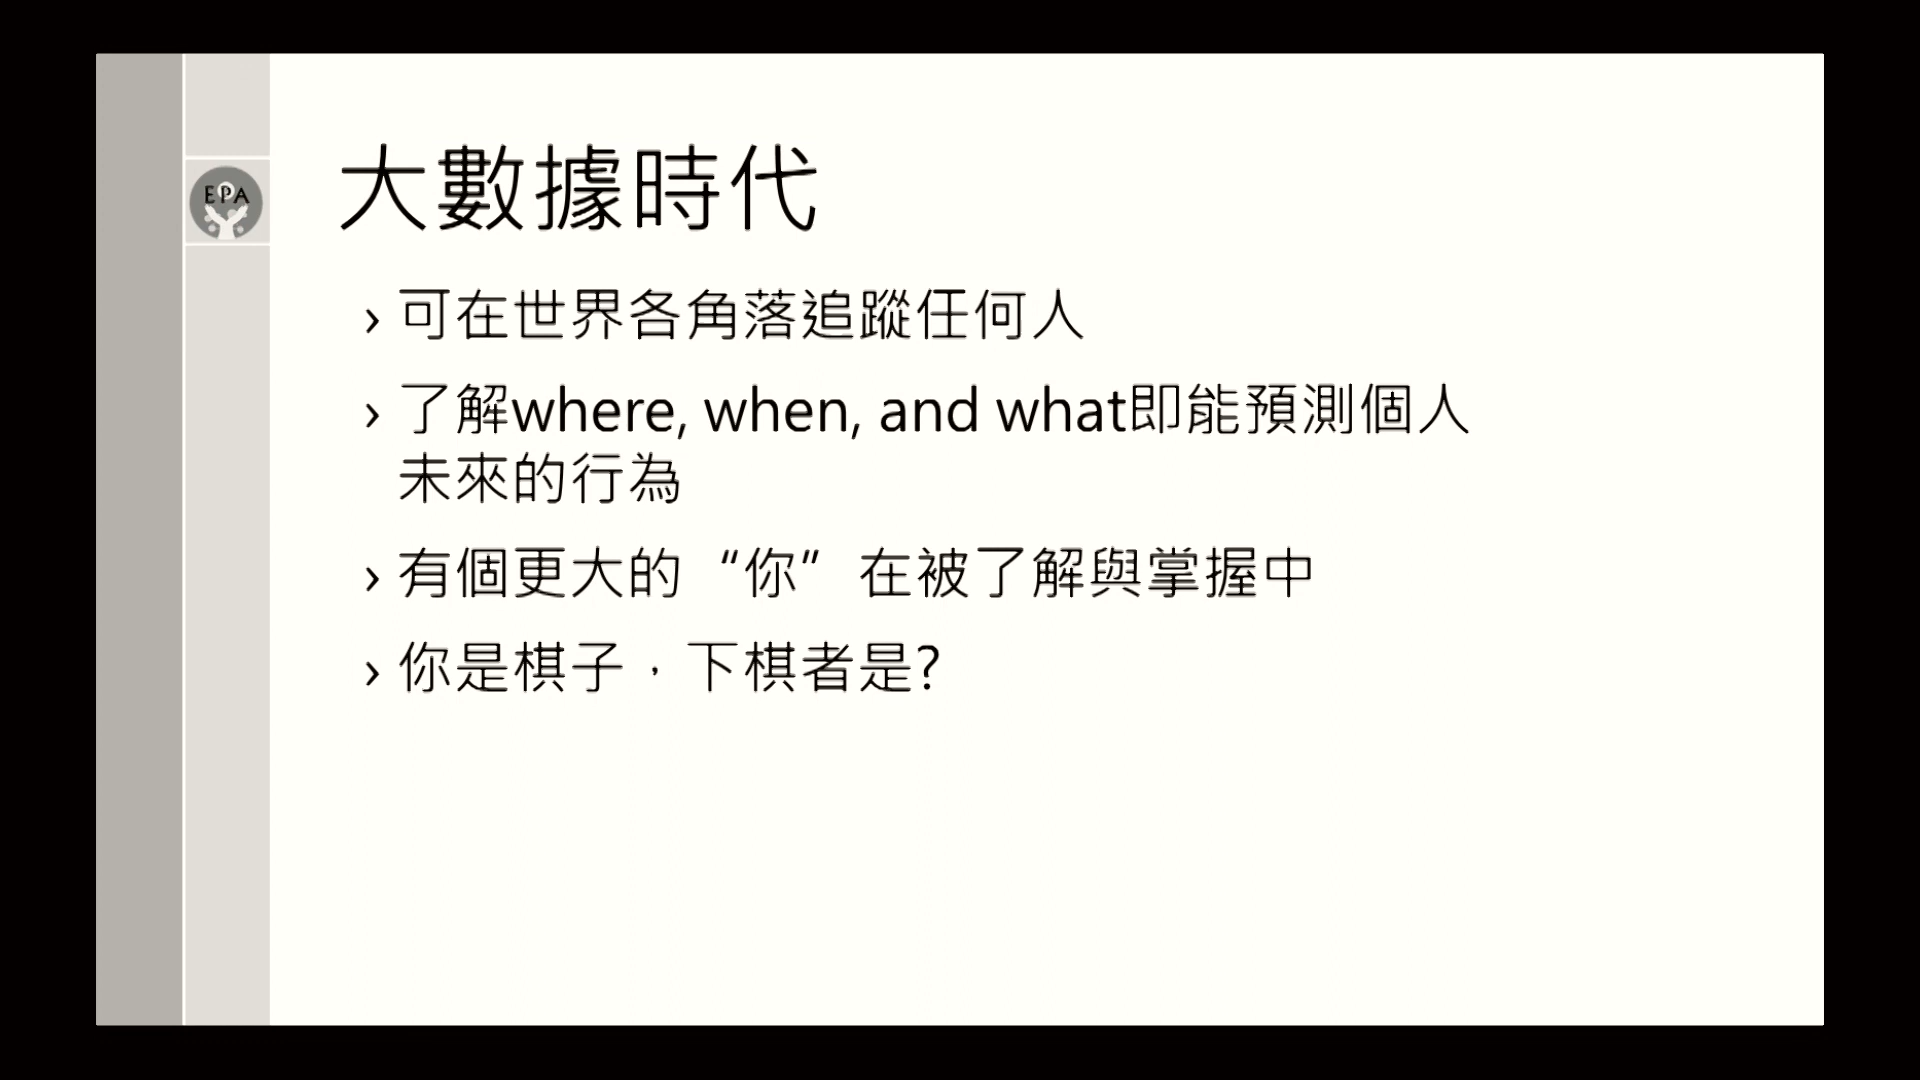 EPA
大數據時代
› 可在世界各角落追蹤任何人
› 了解where, when, and what即能預測個人
未來的行為
› 有個更大的“你”在被了解與掌握中
› 你是棋子，下棋者是?